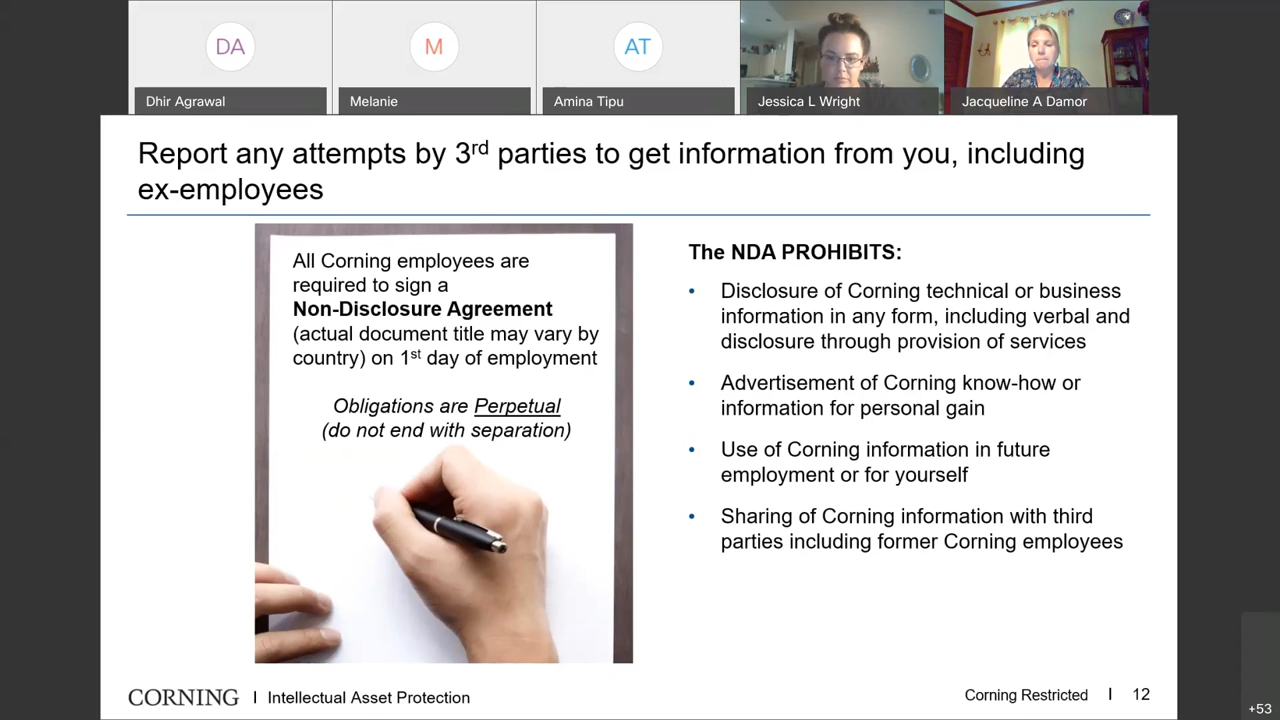 DA
M
AT
Dhir Agrawal
Melanie
Amina Tipu
Jessica L Wright
Jacqueline A Damor
Report any attempts by 3rd parties to get information from you, including
ex-employees
All Corning employees are
required to sign a
Non-Disclosure Agreement
(actual document title may vary by
country) on 1st day of employment
Obligations are Perpetual
(do not end with separation)
The NDA PROHIBITS:
• Disclosure of Corning technical or business
information in any form, including verbal and
disclosure through provision of services
• Advertisement of Corning know-how or
information for personal gain
• Use of Corning information in future
employment or for yourself
• Sharing of Corning information with third
parties including former Corning employees
CORNING | Intellectual Asset Protection
Corning Restricted | 12
+53